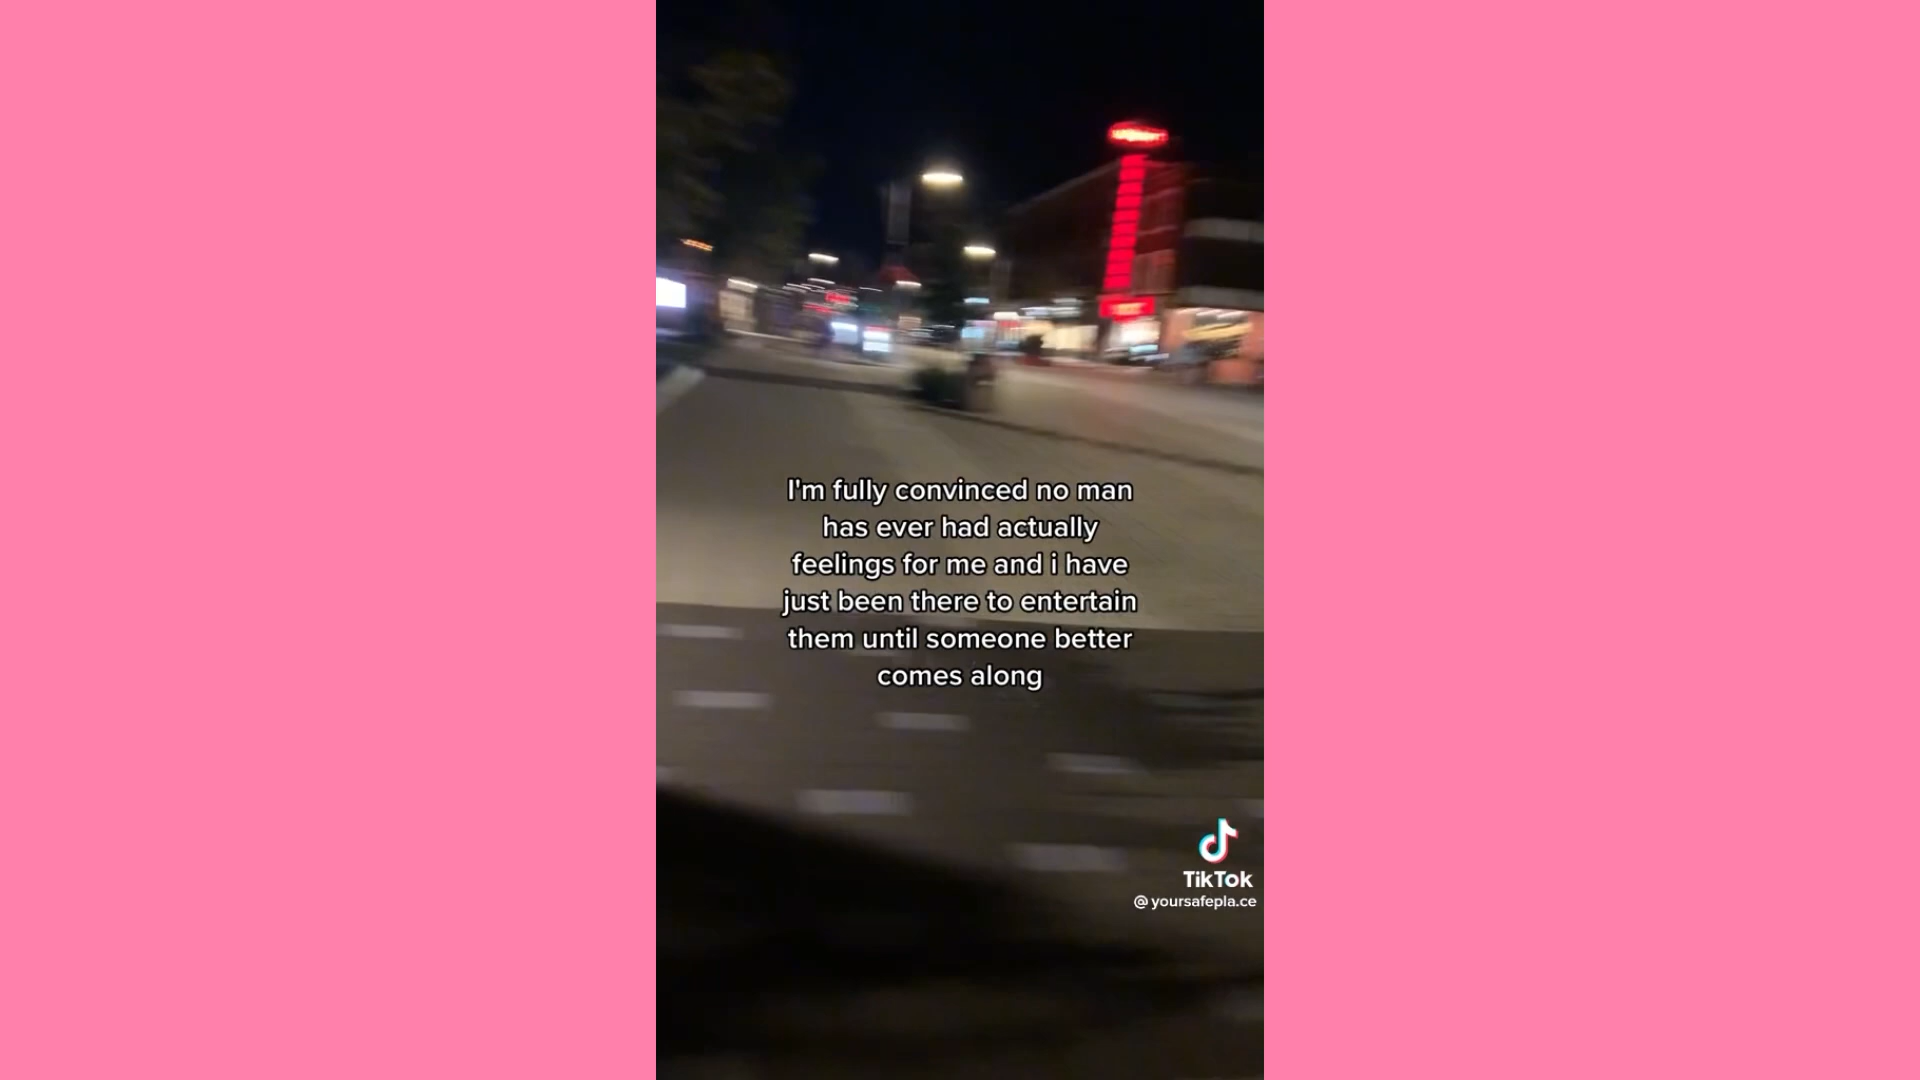 I'm fully convinced no man
has ever had actually
feelings for me and i have
just been there to entertain
them until someone better
comes along
TikTok
@yoursafepla.ce